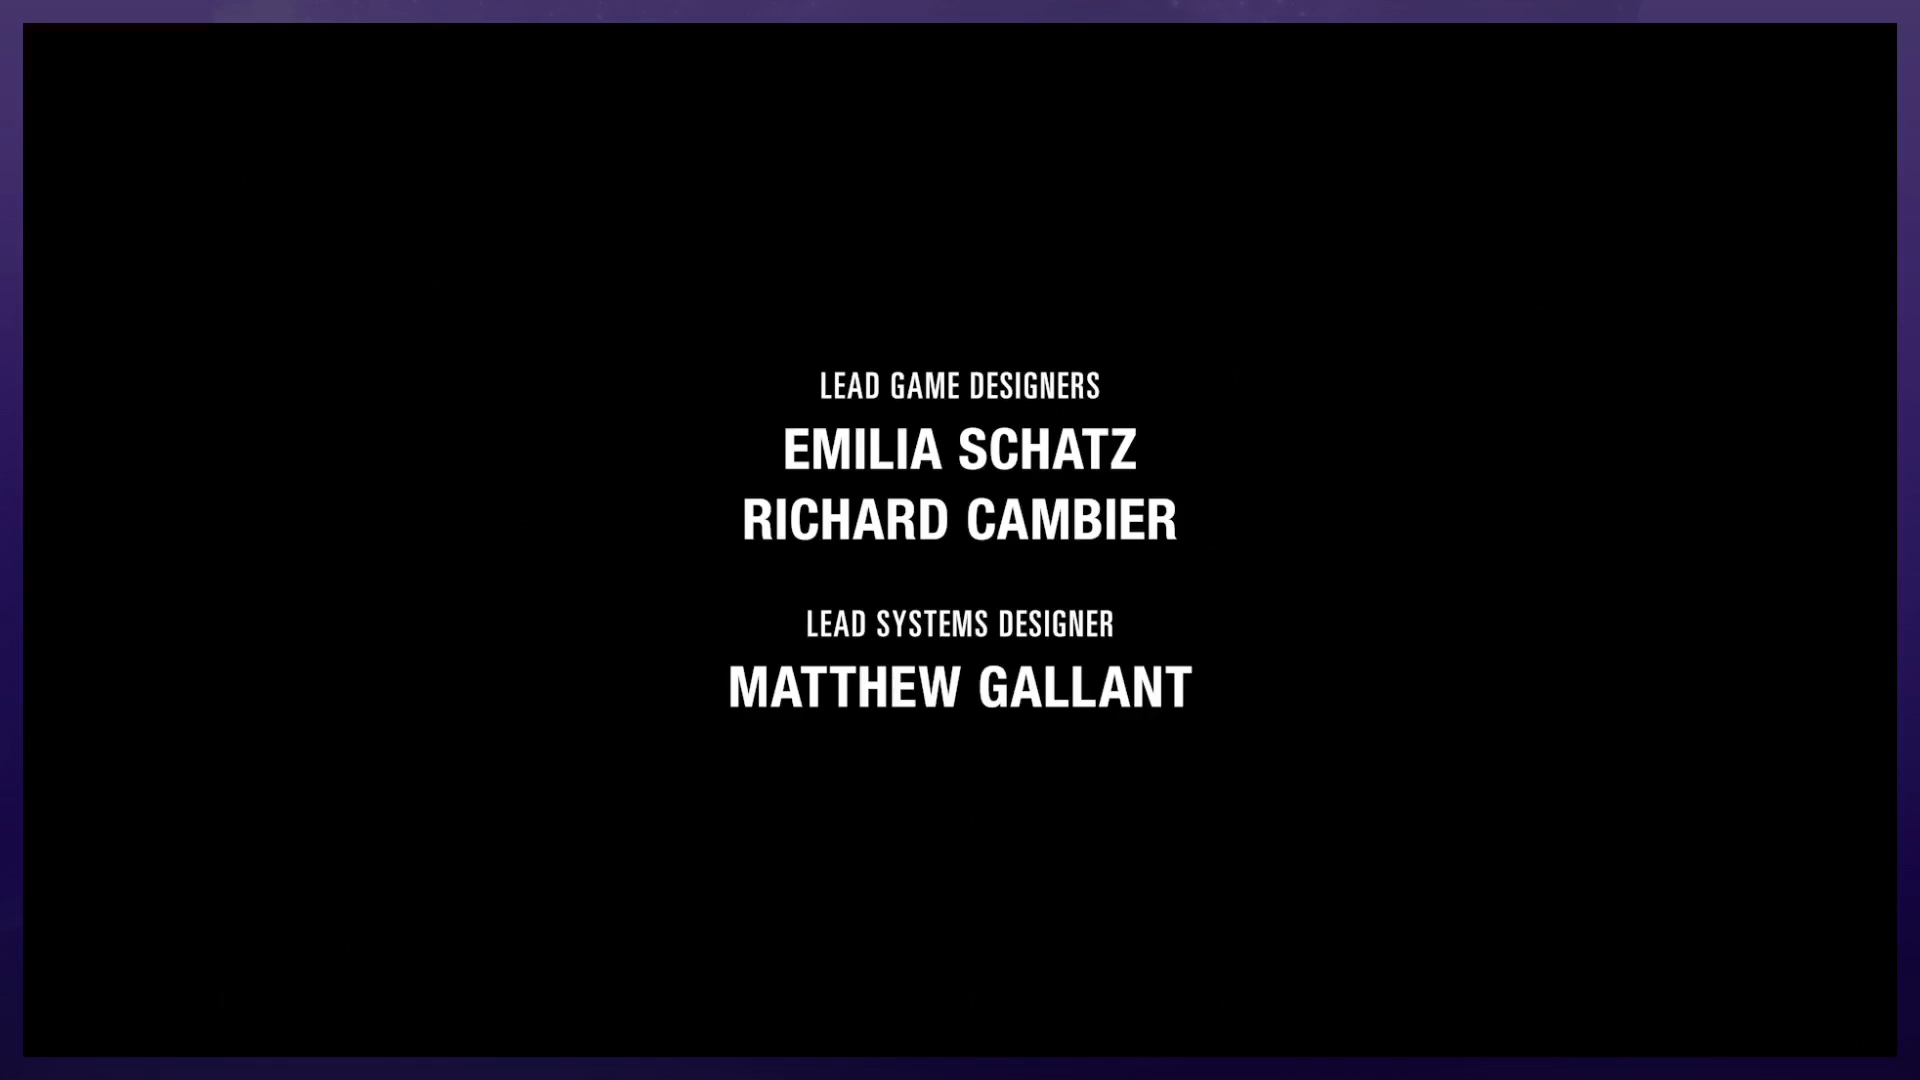 LEAD GAME DESIGNERS
EMILIA SCHATZ
RICHARD CAMBIER
LEAD SYSTEMS DESIGNER
MATTHEW GALLANT